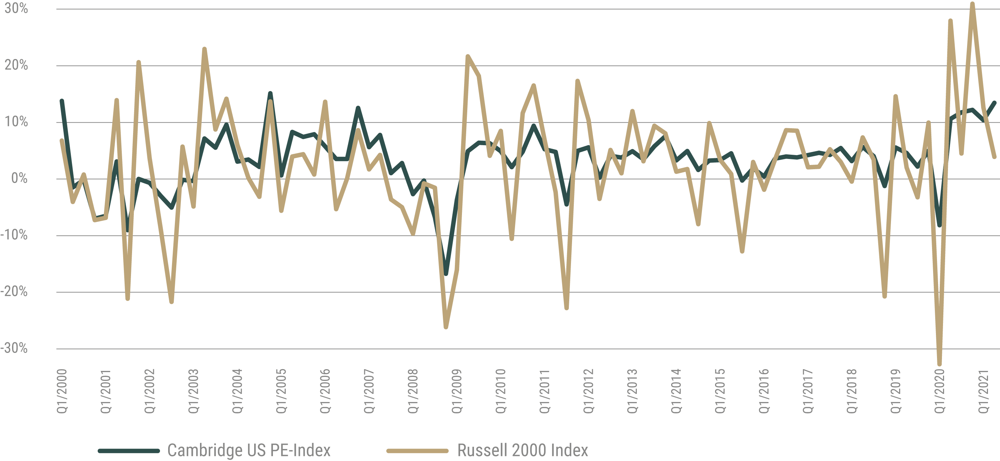 30%
20%
10%
0%
-10%
-20%
-30%
Q1/2000
Q1/2001
Q1/2002
Q1/2003
Q1/2004
Q1/2005
Q1/2006
Q1/2007
Q1/2008
Q1/2009
Q1/2010
Q1/2011
Q1/2012
Q1/2013
Q1/2014
Q1/2015
Q1/2016
Q1/2017
Q1/2018
Q1/2019
Q1/2020
Q1/2021
Cambridge US PE-Index
Russell 2000 Index